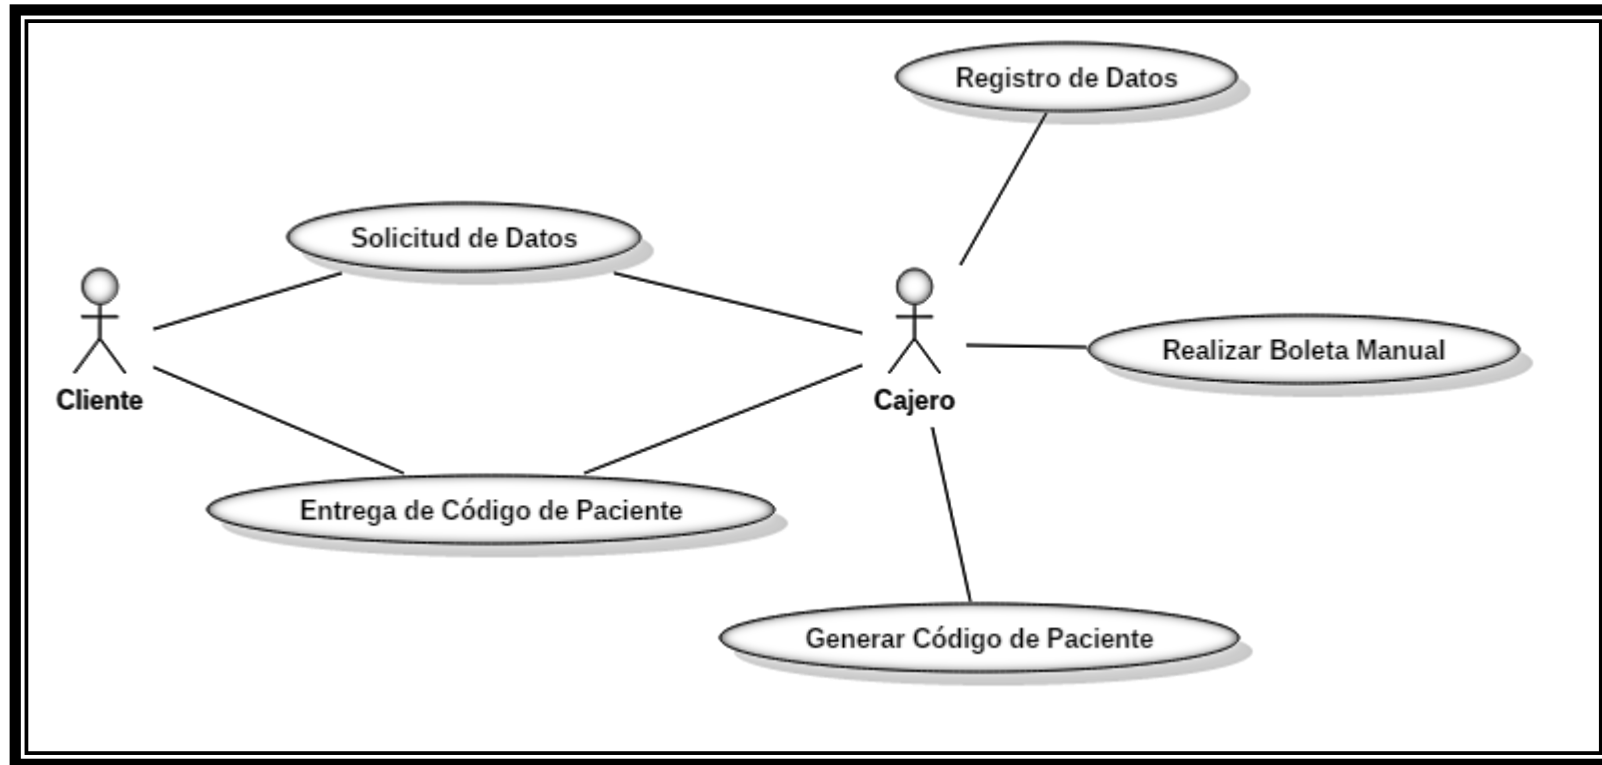 Registro de Datos
Solicitud de Datos
Realizar Boleta Manual
Cliente
Cajero
Entrega de Código de Paciente
Generar Código de Paciente